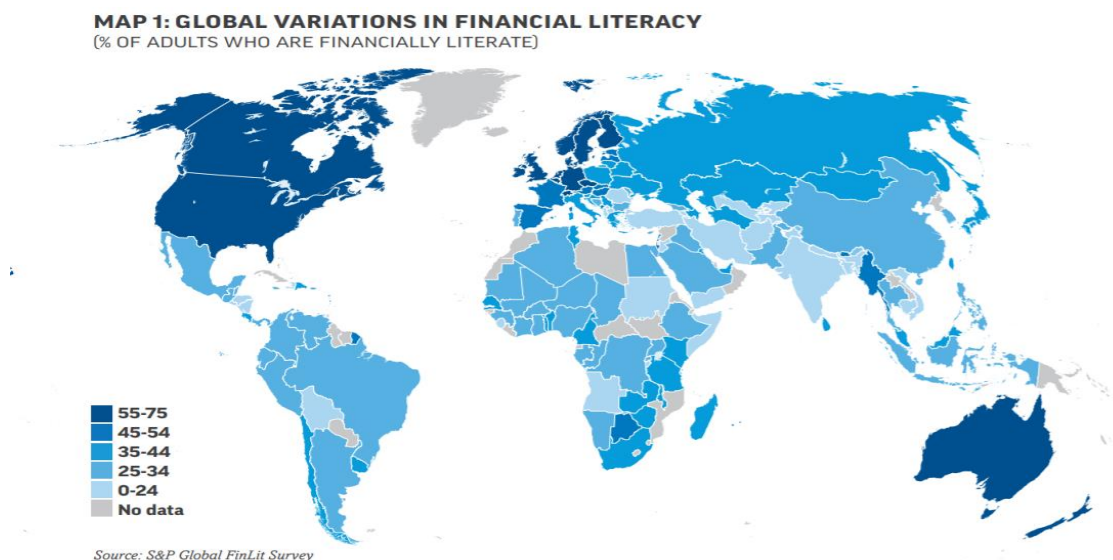 MAP 1: GLOBAL VARIATIONS IN FINANCIAL LITERACY
(% OF ADULTS WHO ARE FINANCIALLY LITERATE)
55-75
45-54
35-44
25-34
0-24
No data
Source: S&P Global FinLit Survey